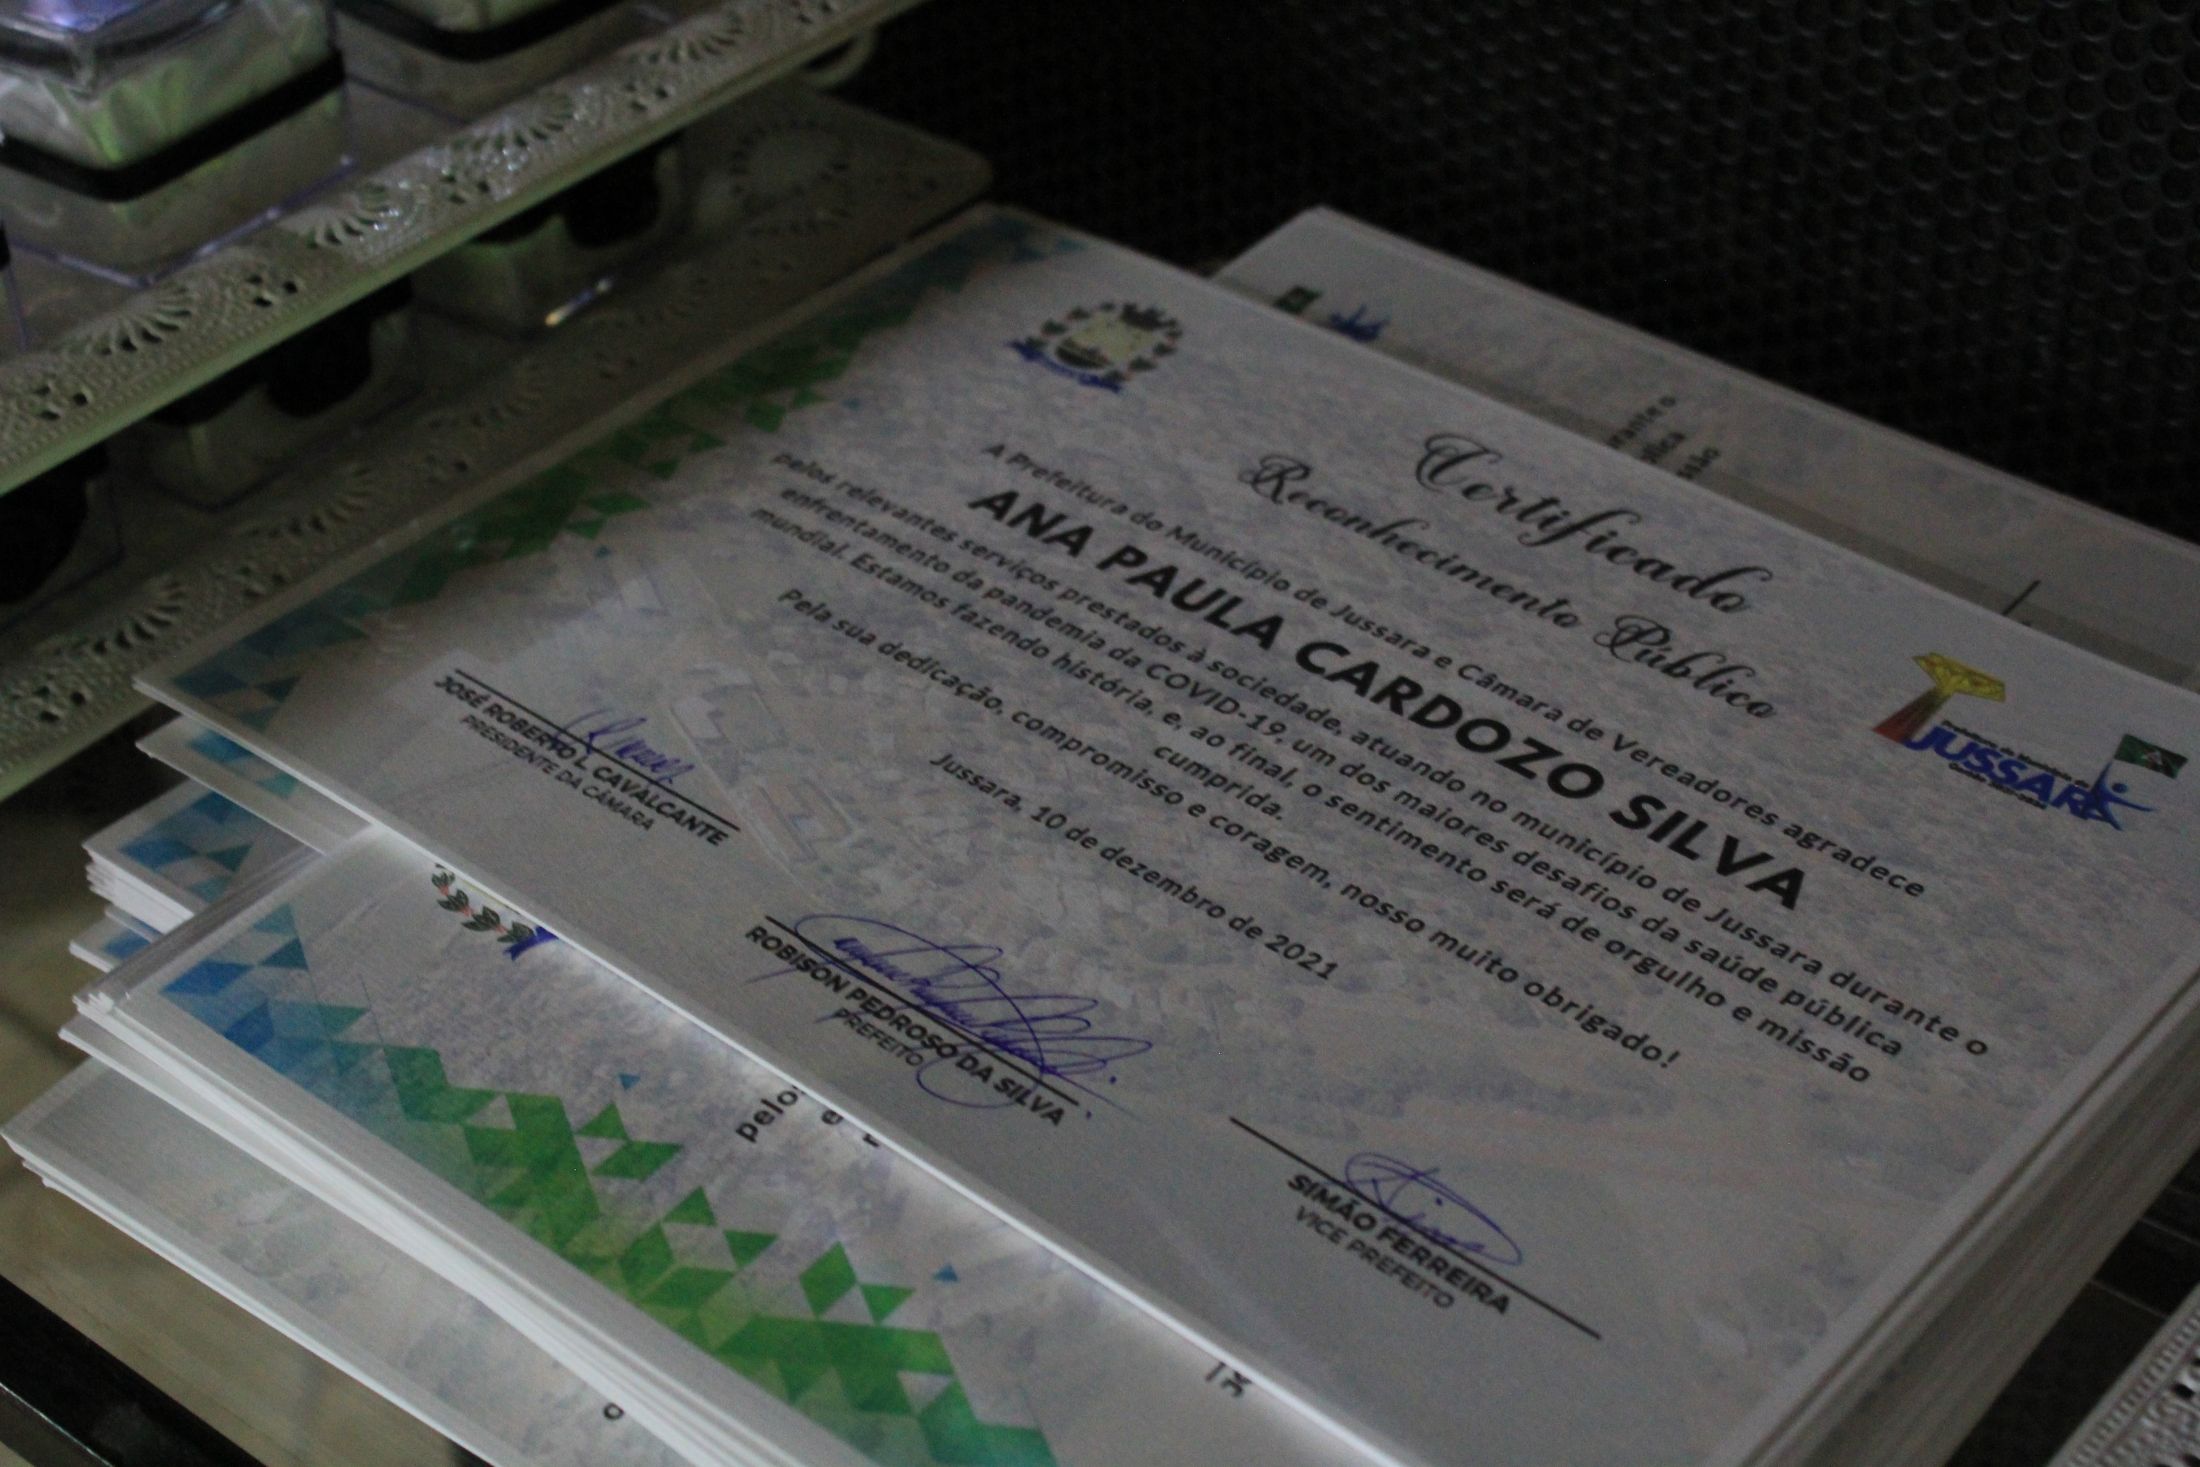 Certificado
Reconhecimento Público
A Prefeitura do Município de Jussara e Câmara de Vereadores agradece
ANA PAULA CARDOZO SILVA
pelos relevantes serviços prestados à sociedade, atuando no município de Jussara durante o
enfrentamento da pandemia da COVID-19, um dos maiores desafios da saúde pública
mundial. Estamos fazendo história, e, ao final, o sentimento será de orgulho e missão
cumprida.
Pela sua dedicação, compromisso e coragem, nosso muito obrigado!
Jussara, 10 de dezembro de 2021
JOSÉ ROBERTO L. CAVALCANTE
PRESIDENTE DA CÂMARA
ROBISON PEDROSO DA SILVA
PREFEITO
SIMÃO FERREIRA
VICE PREFEITO
JUSSARA
pelo